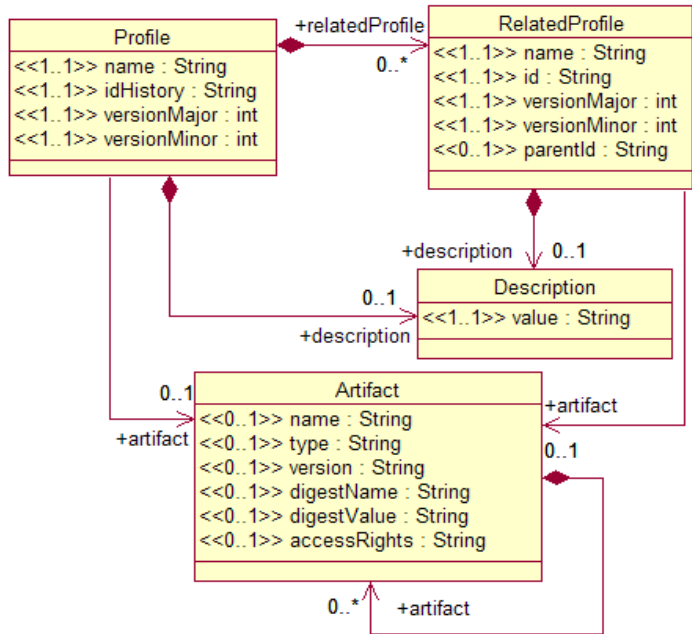 Profile
<<1..1>> name : String
<<1..1>> idHistory : String
<<1..1>> versionMajor : int
<<1..1>> versionMinor : int
+relatedProfile
0..*
RelatedProfile
<<1..1>> name : String
<<1..1>> id : String
<<1..1>> versionMajor : int
<<1..1>> versionMinor : int
<<0..1>> parentId : String
+description
0..1
Description
<<1..1>> value : String
0..1
+description
0..1
+artifact
Artifact
<<0..1>> name : String
<<0..1>> type : String
<<0..1>> version : String
<<0..1>> digestName : String
<<0..1>> digestValue : String
<<0..1>> accessRights : String
+artifact
0..1
0..*
+artifact